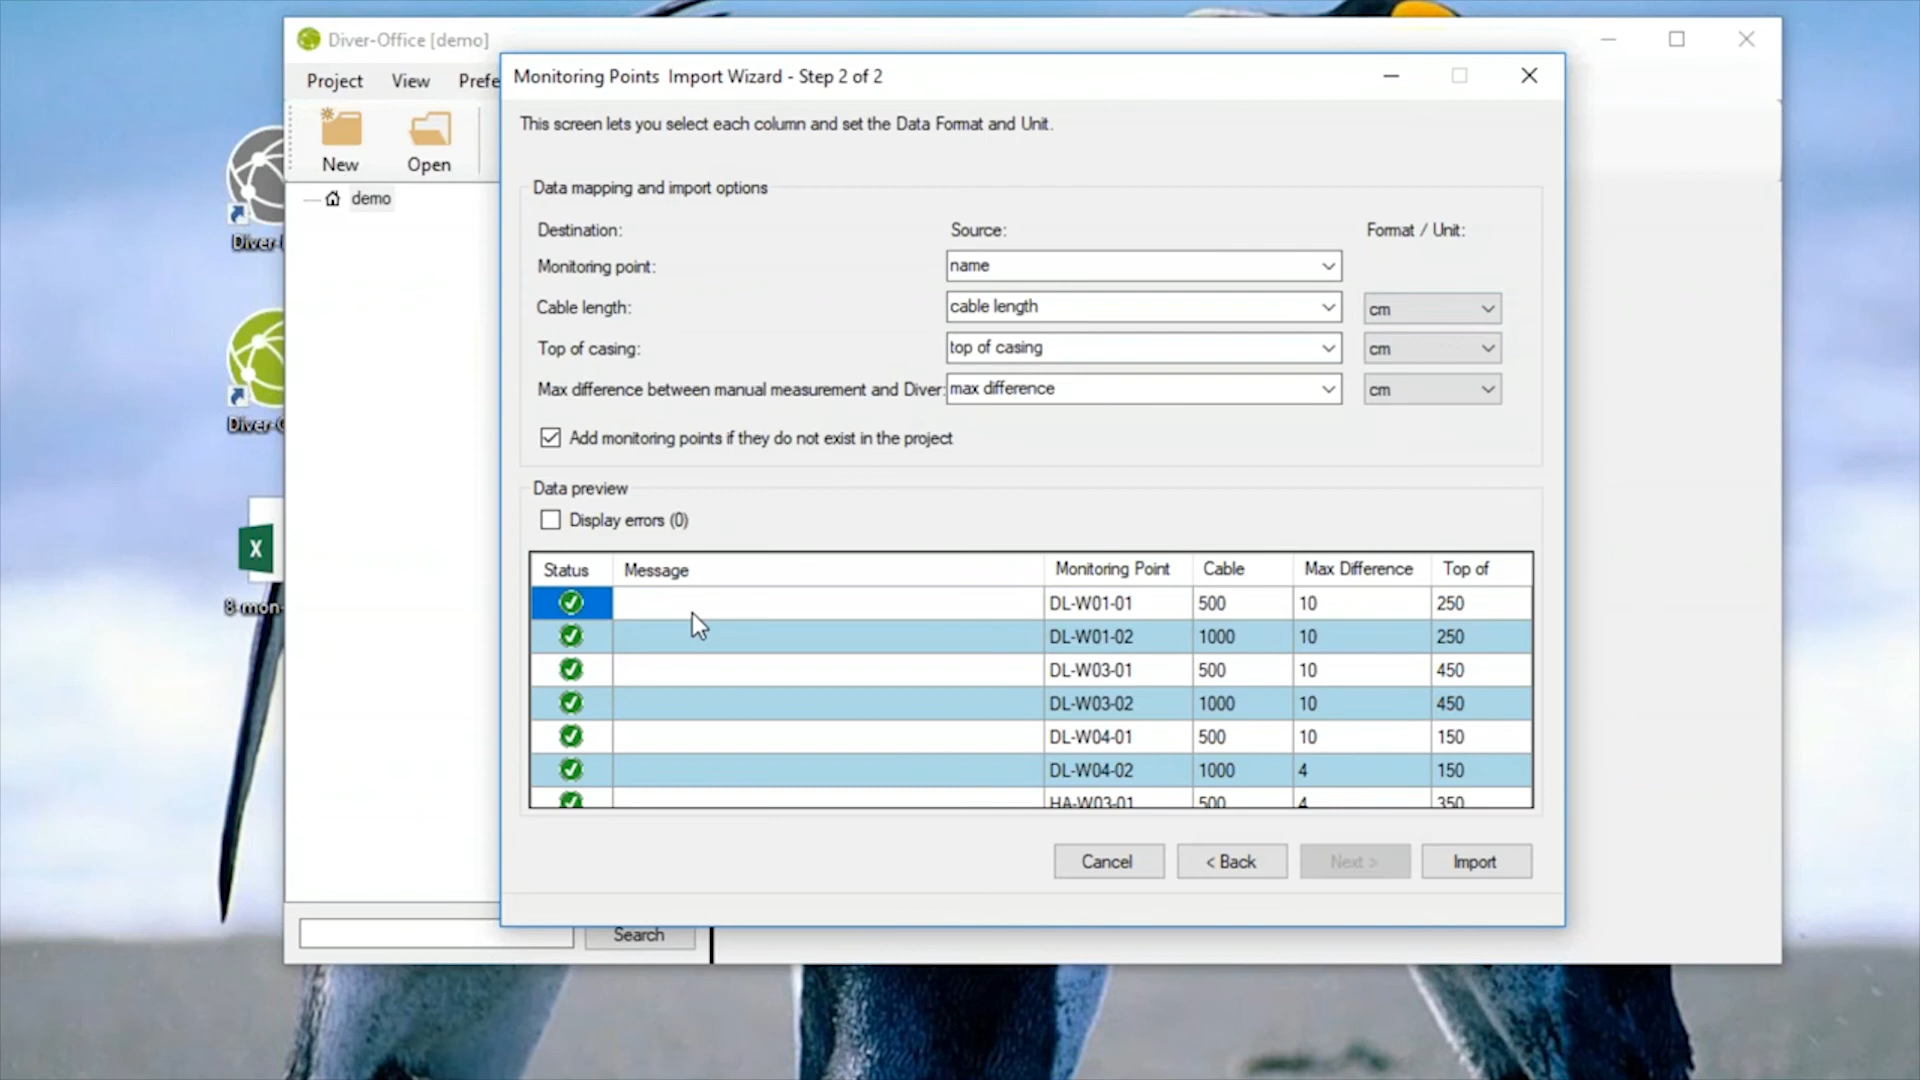 Diver-Office [demo]
Project View Prefe
New Open
demo
Diver-
Diver-
8-mon-
X
Monitoring Points Import Wizard - Step 2 of 2
This screen lets you select each column and set the Data Format and Unit.
Data mapping and import options
Destination: Source: Format / Unit:
Monitoring point: name
Cable length: cable length cm
Top of casing: top of casing cm
Max difference between manual measurement and Diver: max difference cm
Add monitoring points if they do not exist in the project
Data preview
Display errors (0)
Status Message Monitoring Point Cable Max Difference Top of
DL-W01-01 500 10 250
DL-W01-02 1000 10 250
DL-W03-01 500 10 450
DL-W03-02 1000 10 450
DL-W04-01 500 10 150
DL-W04-02 1000 4 150
HA-W03-01 500 4 350
Cancel < Back Next > Import
Search